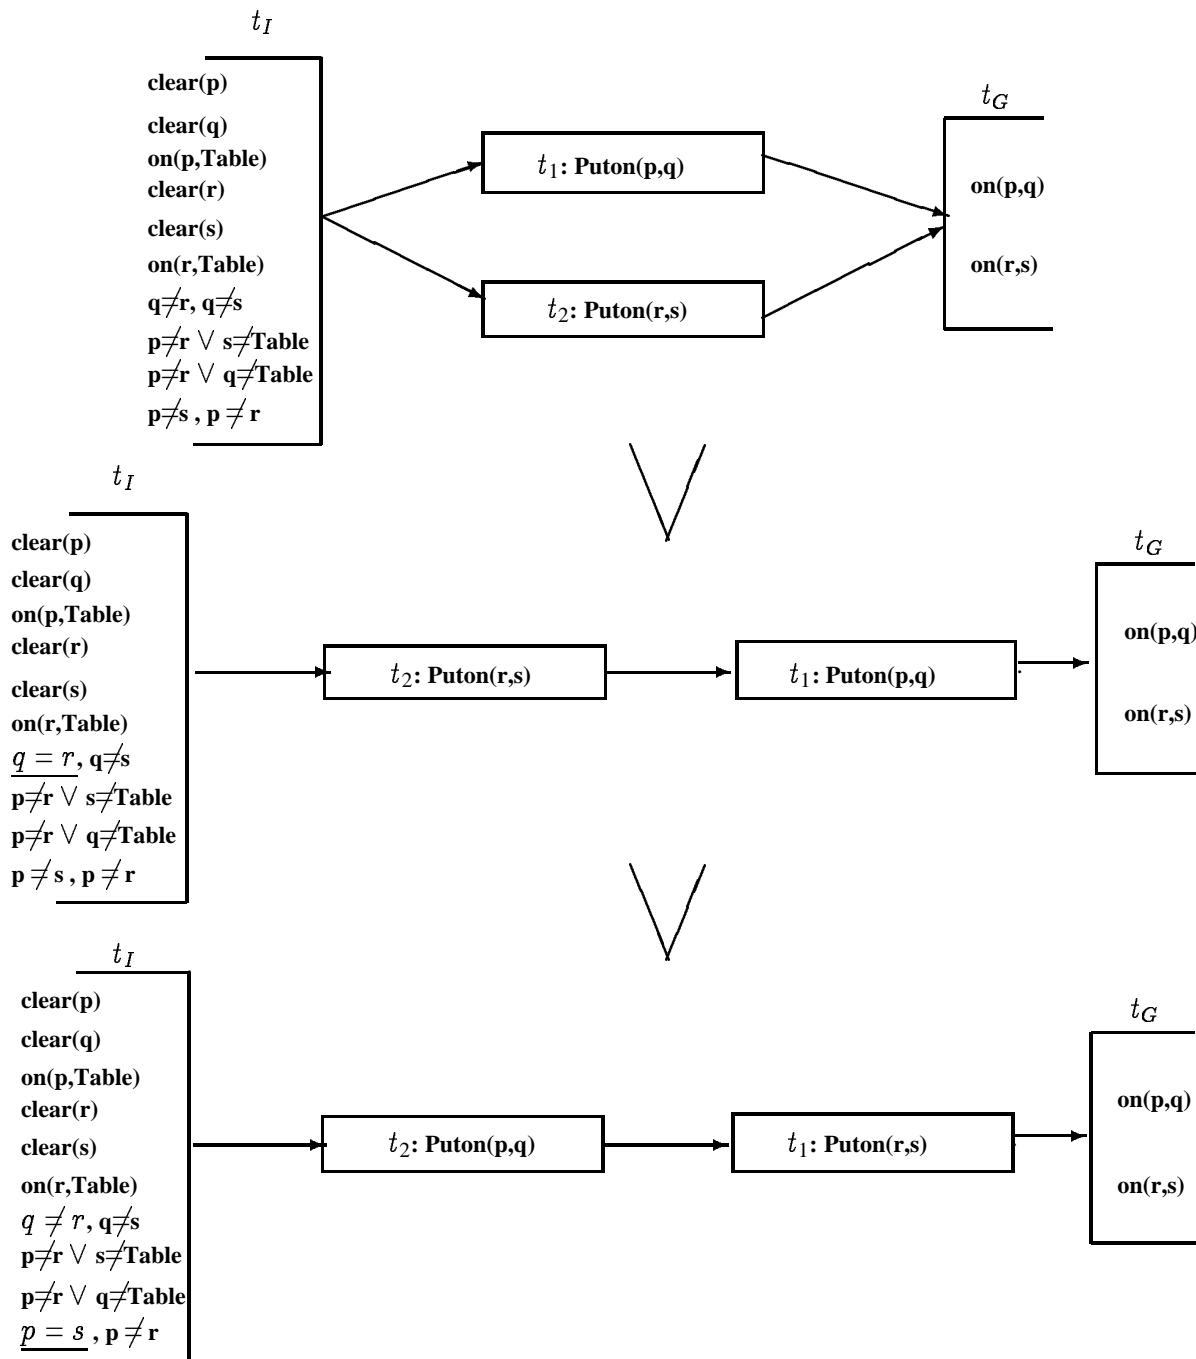 t_I
clear(p)
clear(q)
on(p,Table)
clear(r)
clear(s)
on(r,Table)
q≠r, q≠s
p≠r ∨ s≠Table
p≠r ∨ q≠Table
p≠s , p ≠ r
t_1: Puton(p,q)
t_2: Puton(r,s)
t_G
on(p,q)
on(r,s)
t_I
clear(p)
clear(q)
on(p,Table)
clear(r)
clear(s)
on(r,Table)
q = r, q≠s
p≠r ∨ s≠Table
p≠r ∨ q≠Table
p ≠ s , p ≠ r
t_2: Puton(r,s)
t_1: Puton(p,q)
t_G
on(p,q)
on(r,s)
t_I
clear(p)
clear(q)
on(p,Table)
clear(r)
clear(s)
on(r,Table)
q ≠ r, q≠s
p≠r ∨ s≠Table
p≠r ∨ q≠Table
p = s , p ≠ r
t_2: Puton(p,q)
t_1: Puton(r,s)
t_G
on(p,q)
on(r,s)